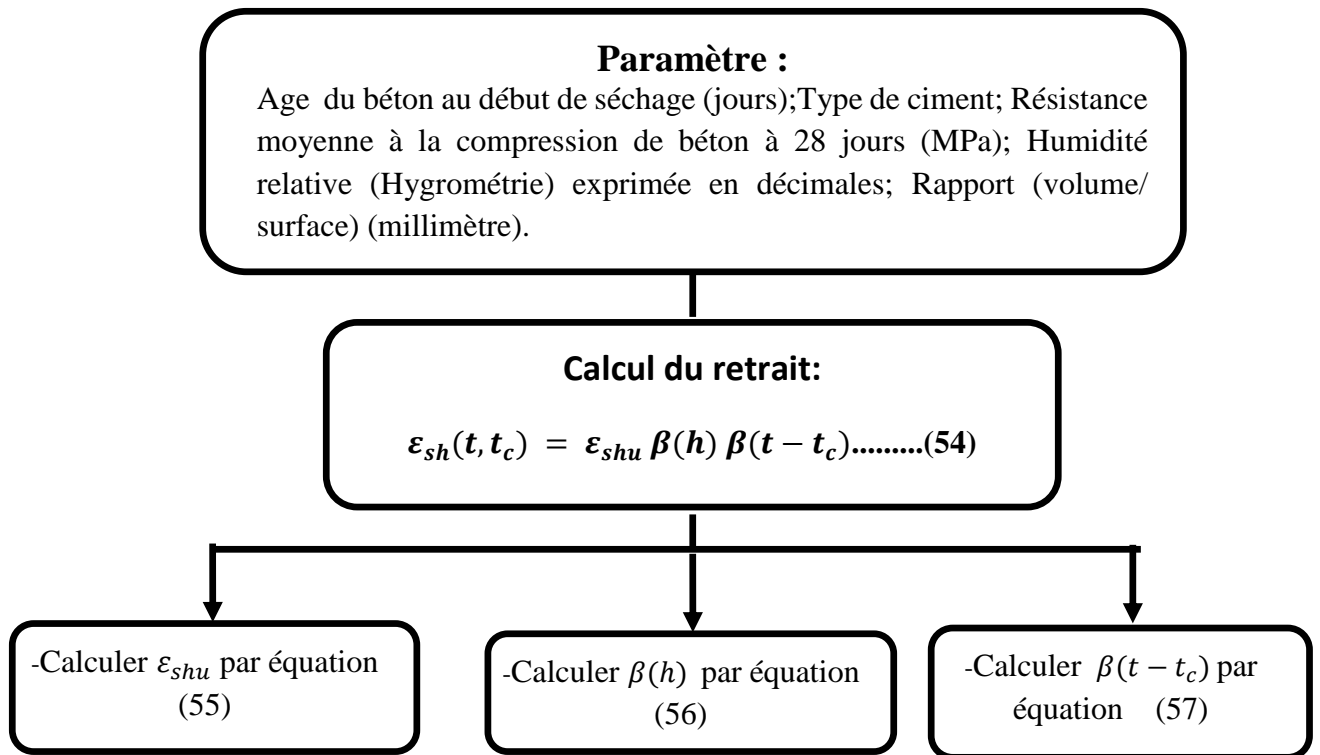 Paramètre :
Age du béton au début de séchage (jours);Type de ciment; Résistance
moyenne à la compression de béton à 28 jours (MPa); Humidité
relative (Hygrométrie) exprimée en décimales; Rapport (volume/
surface) (millimètre).
Calcul du retrait:
𝜀𝑠ℎ(𝑡, 𝑡𝑐) = 𝜀𝑠ℎ𝑢 𝛽(ℎ) 𝛽(𝑡 − 𝑡𝑐).........(54)
-Calculer 𝜀𝑠ℎ𝑢 par équation
(55)
-Calculer 𝛽(ℎ) par équation
(56)
-Calculer 𝛽(𝑡 − 𝑡𝑐) par
équation (57)